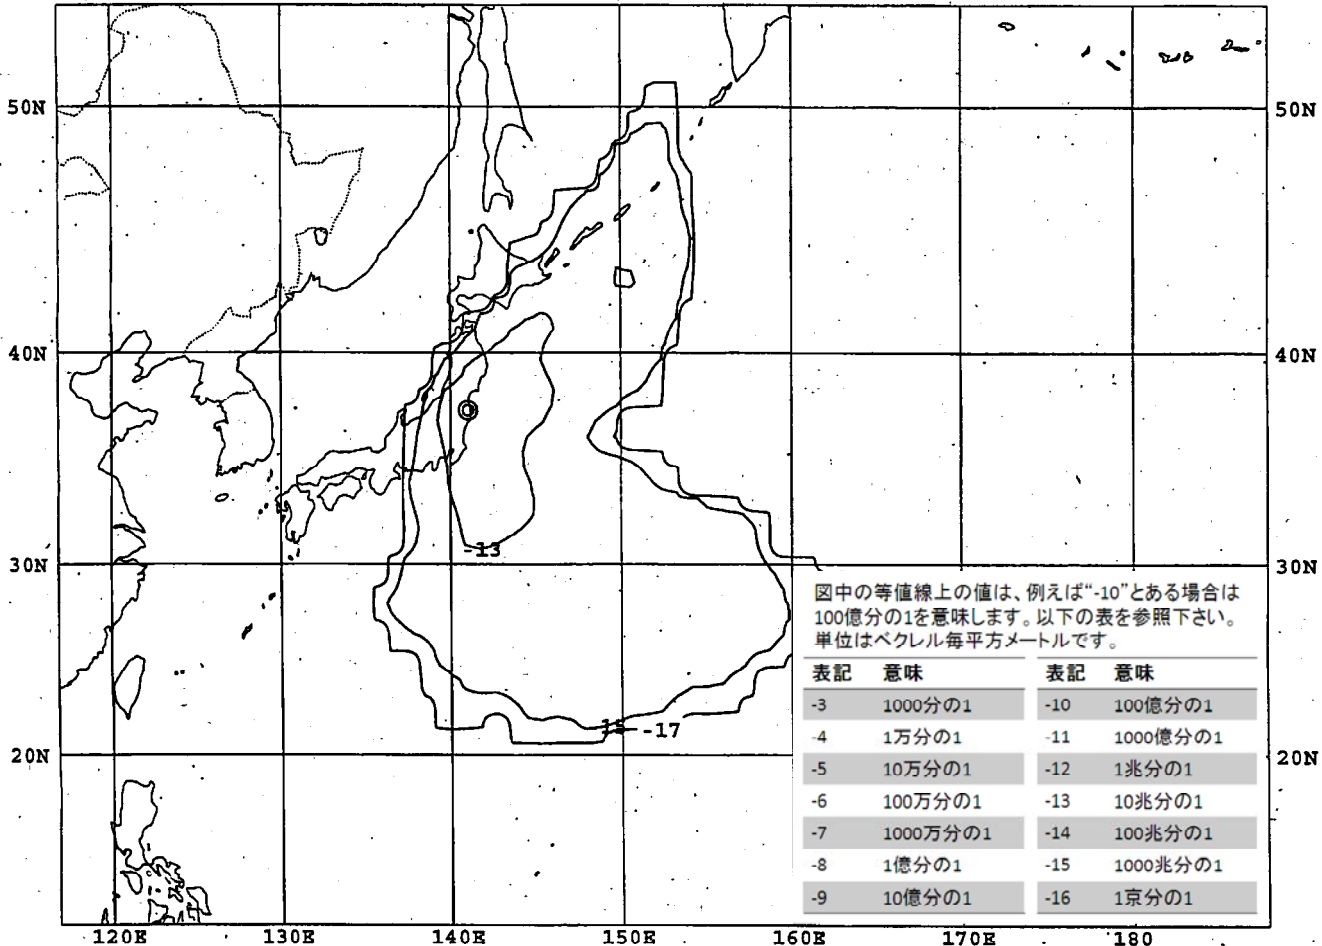 50N
50N
40N
40N
-13
30N
30N
図中の等値線上の値は、例えば“-10”とある場合は
100億分の1を意味します。以下の表を参照下さい。
単位はベクレル毎平方メートルです。
表記 意味 表記 意味
-3 1000分の1 -10 100億分の1
-4 1万分の1 -11 1000億分の1
-5 10万分の1 -12 1兆分の1
-6 100万分の1 -13 10兆分の1
-7 1000万分の1 -14 100兆分の1
-8 1億分の1 -15 1000兆分の1
-9 10億分の1 -16 1京分の1
-17
20N
20N
120E 130E 140E 150E 160E 170E 180